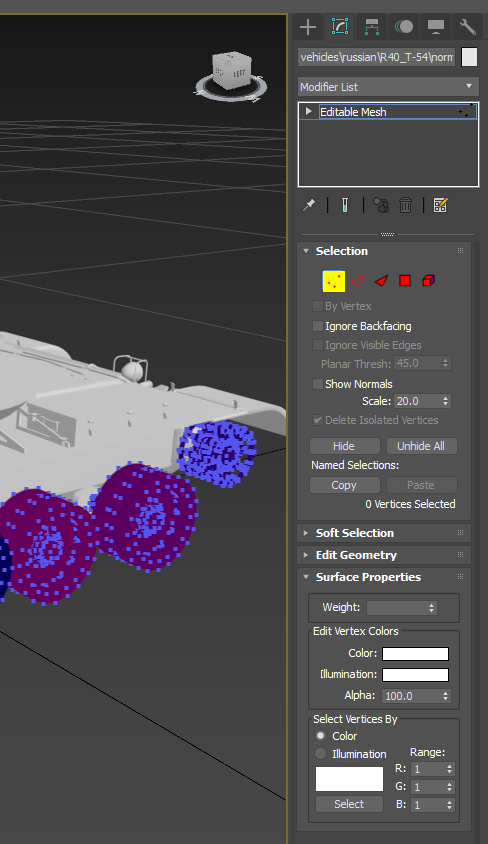 LEFT
vehicles\russian\R40_T-54\norm
Modifier List
Editable Mesh
Selection
By Vertex
Ignore Backfacing
Ignore Visible Edges
Planar Thresh: 45.0
Show Normals
Scale: 20.0
Delete Isolated Vertices
Hide Unhide All
Named Selections:
Copy Paste
0 Vertices Selected
Soft Selection
Edit Geometry
Surface Properties
Weight:
Edit Vertex Colors
Color:
Illumination:
Alpha: 100.0
Select Vertices By
Color
Illumination Range:
R: 1
G: 1
Select B: 1